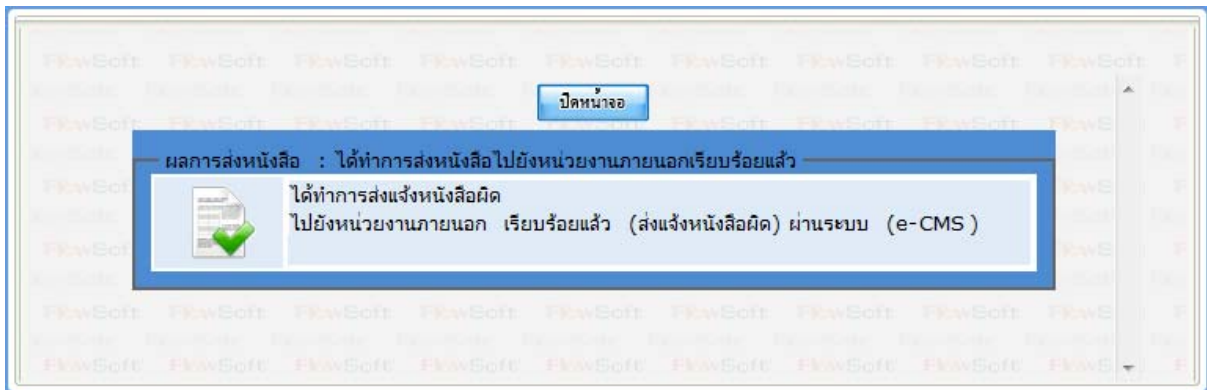 ปิดหน้าจอ
ผลการส่งหนังสือ : ได้ทำการส่งหนังสือไปยังหน่วยงานภายนอกเรียบร้อยแล้ว
ได้ทำการส่งแจ้งหนังสือผิด
ไปยังหน่วยงานภายนอก เรียบร้อยแล้ว (ส่งแจ้งหนังสือผิด) ผ่านระบบ (e-CMS )